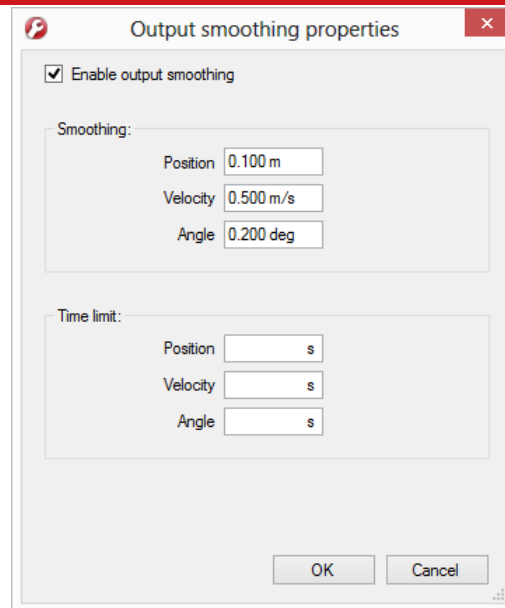 Output smoothing properties
Enable output smoothing
Smoothing:
Position 0.100 m
Velocity 0.500 m/s
Angle 0.200 deg
Time limit:
Position s
Velocity s
Angle s
OK Cancel